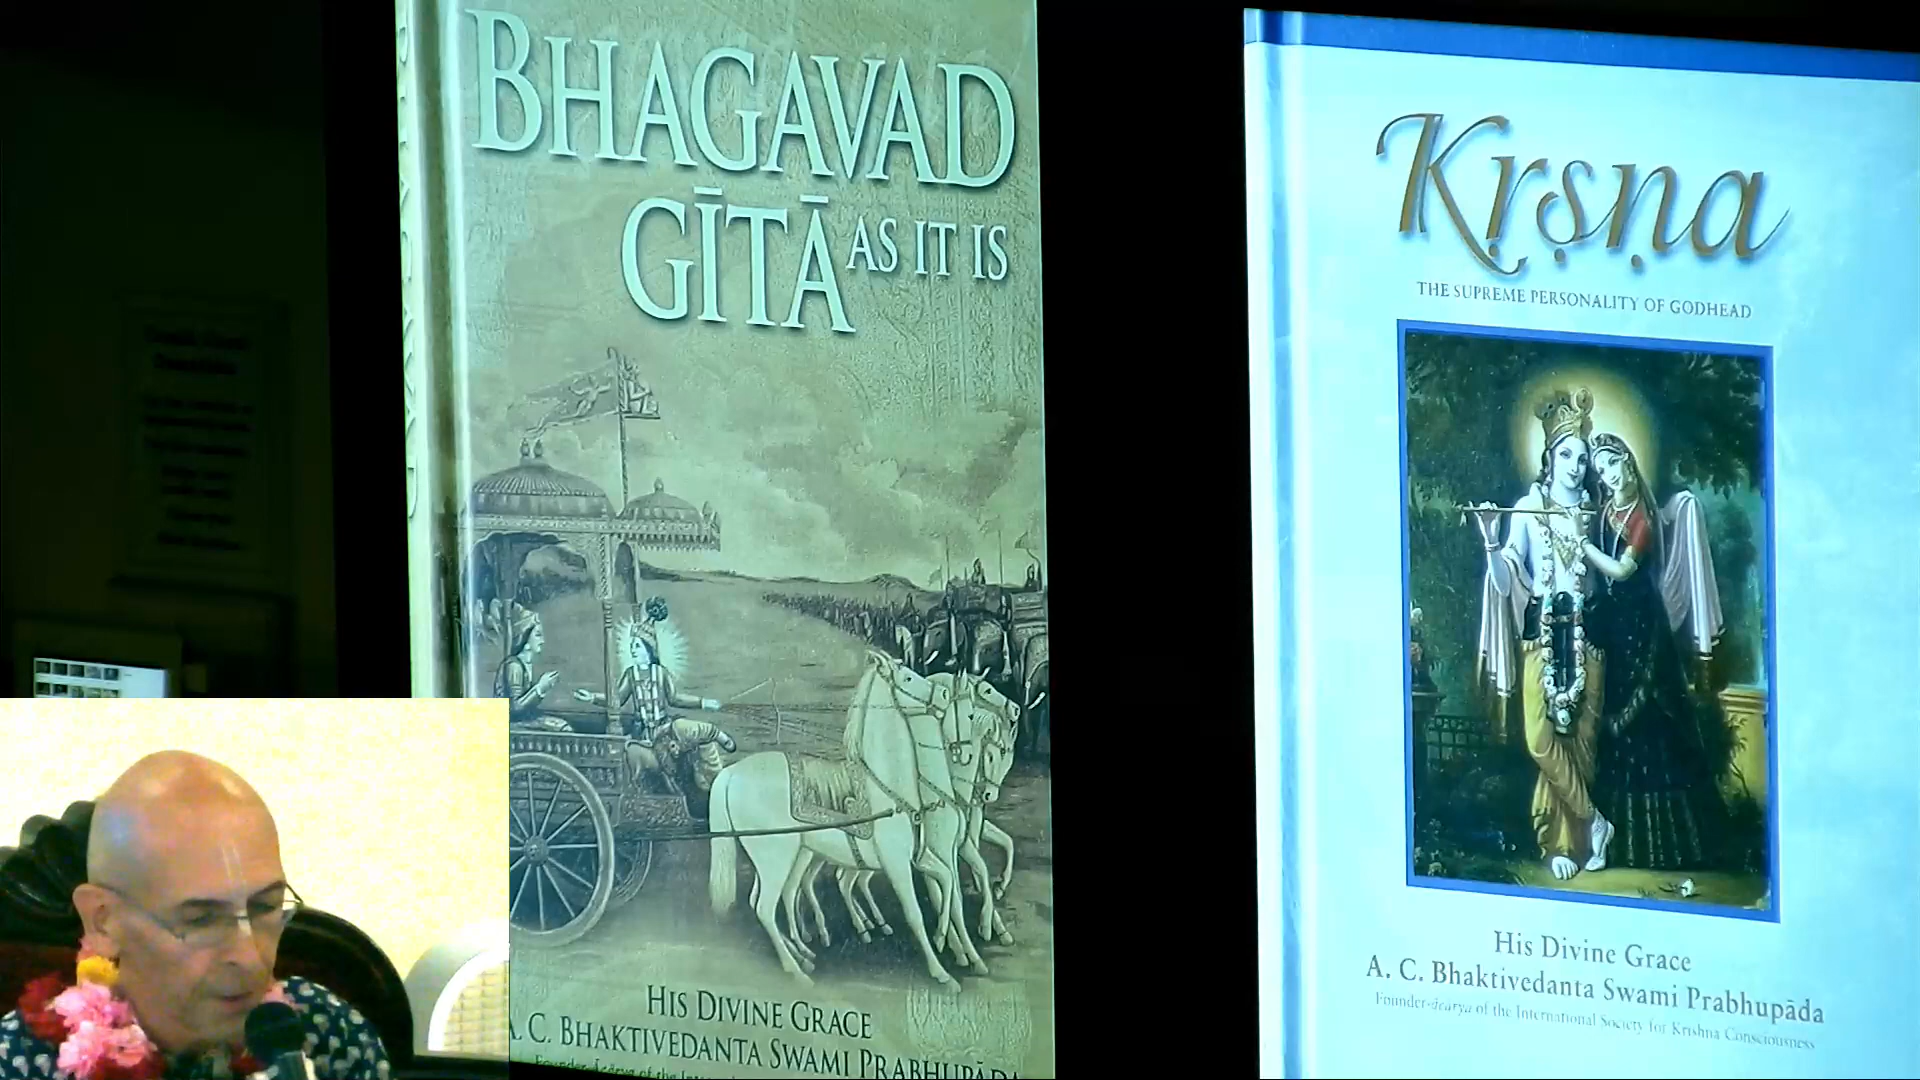 BHAGAVAD
GĪTĀ AS IT IS
HIS DIVINE GRACE
A. C. BHAKTIVEDANTA SWAMI PRABHUPĀDA
Kṛṣṇa
THE SUPREME PERSONALITY OF GODHEAD
His Divine Grace
A. C. Bhaktivedanta Swami Prabhupāda
Founder-ācārya of the International Society for Krishna Consciousness